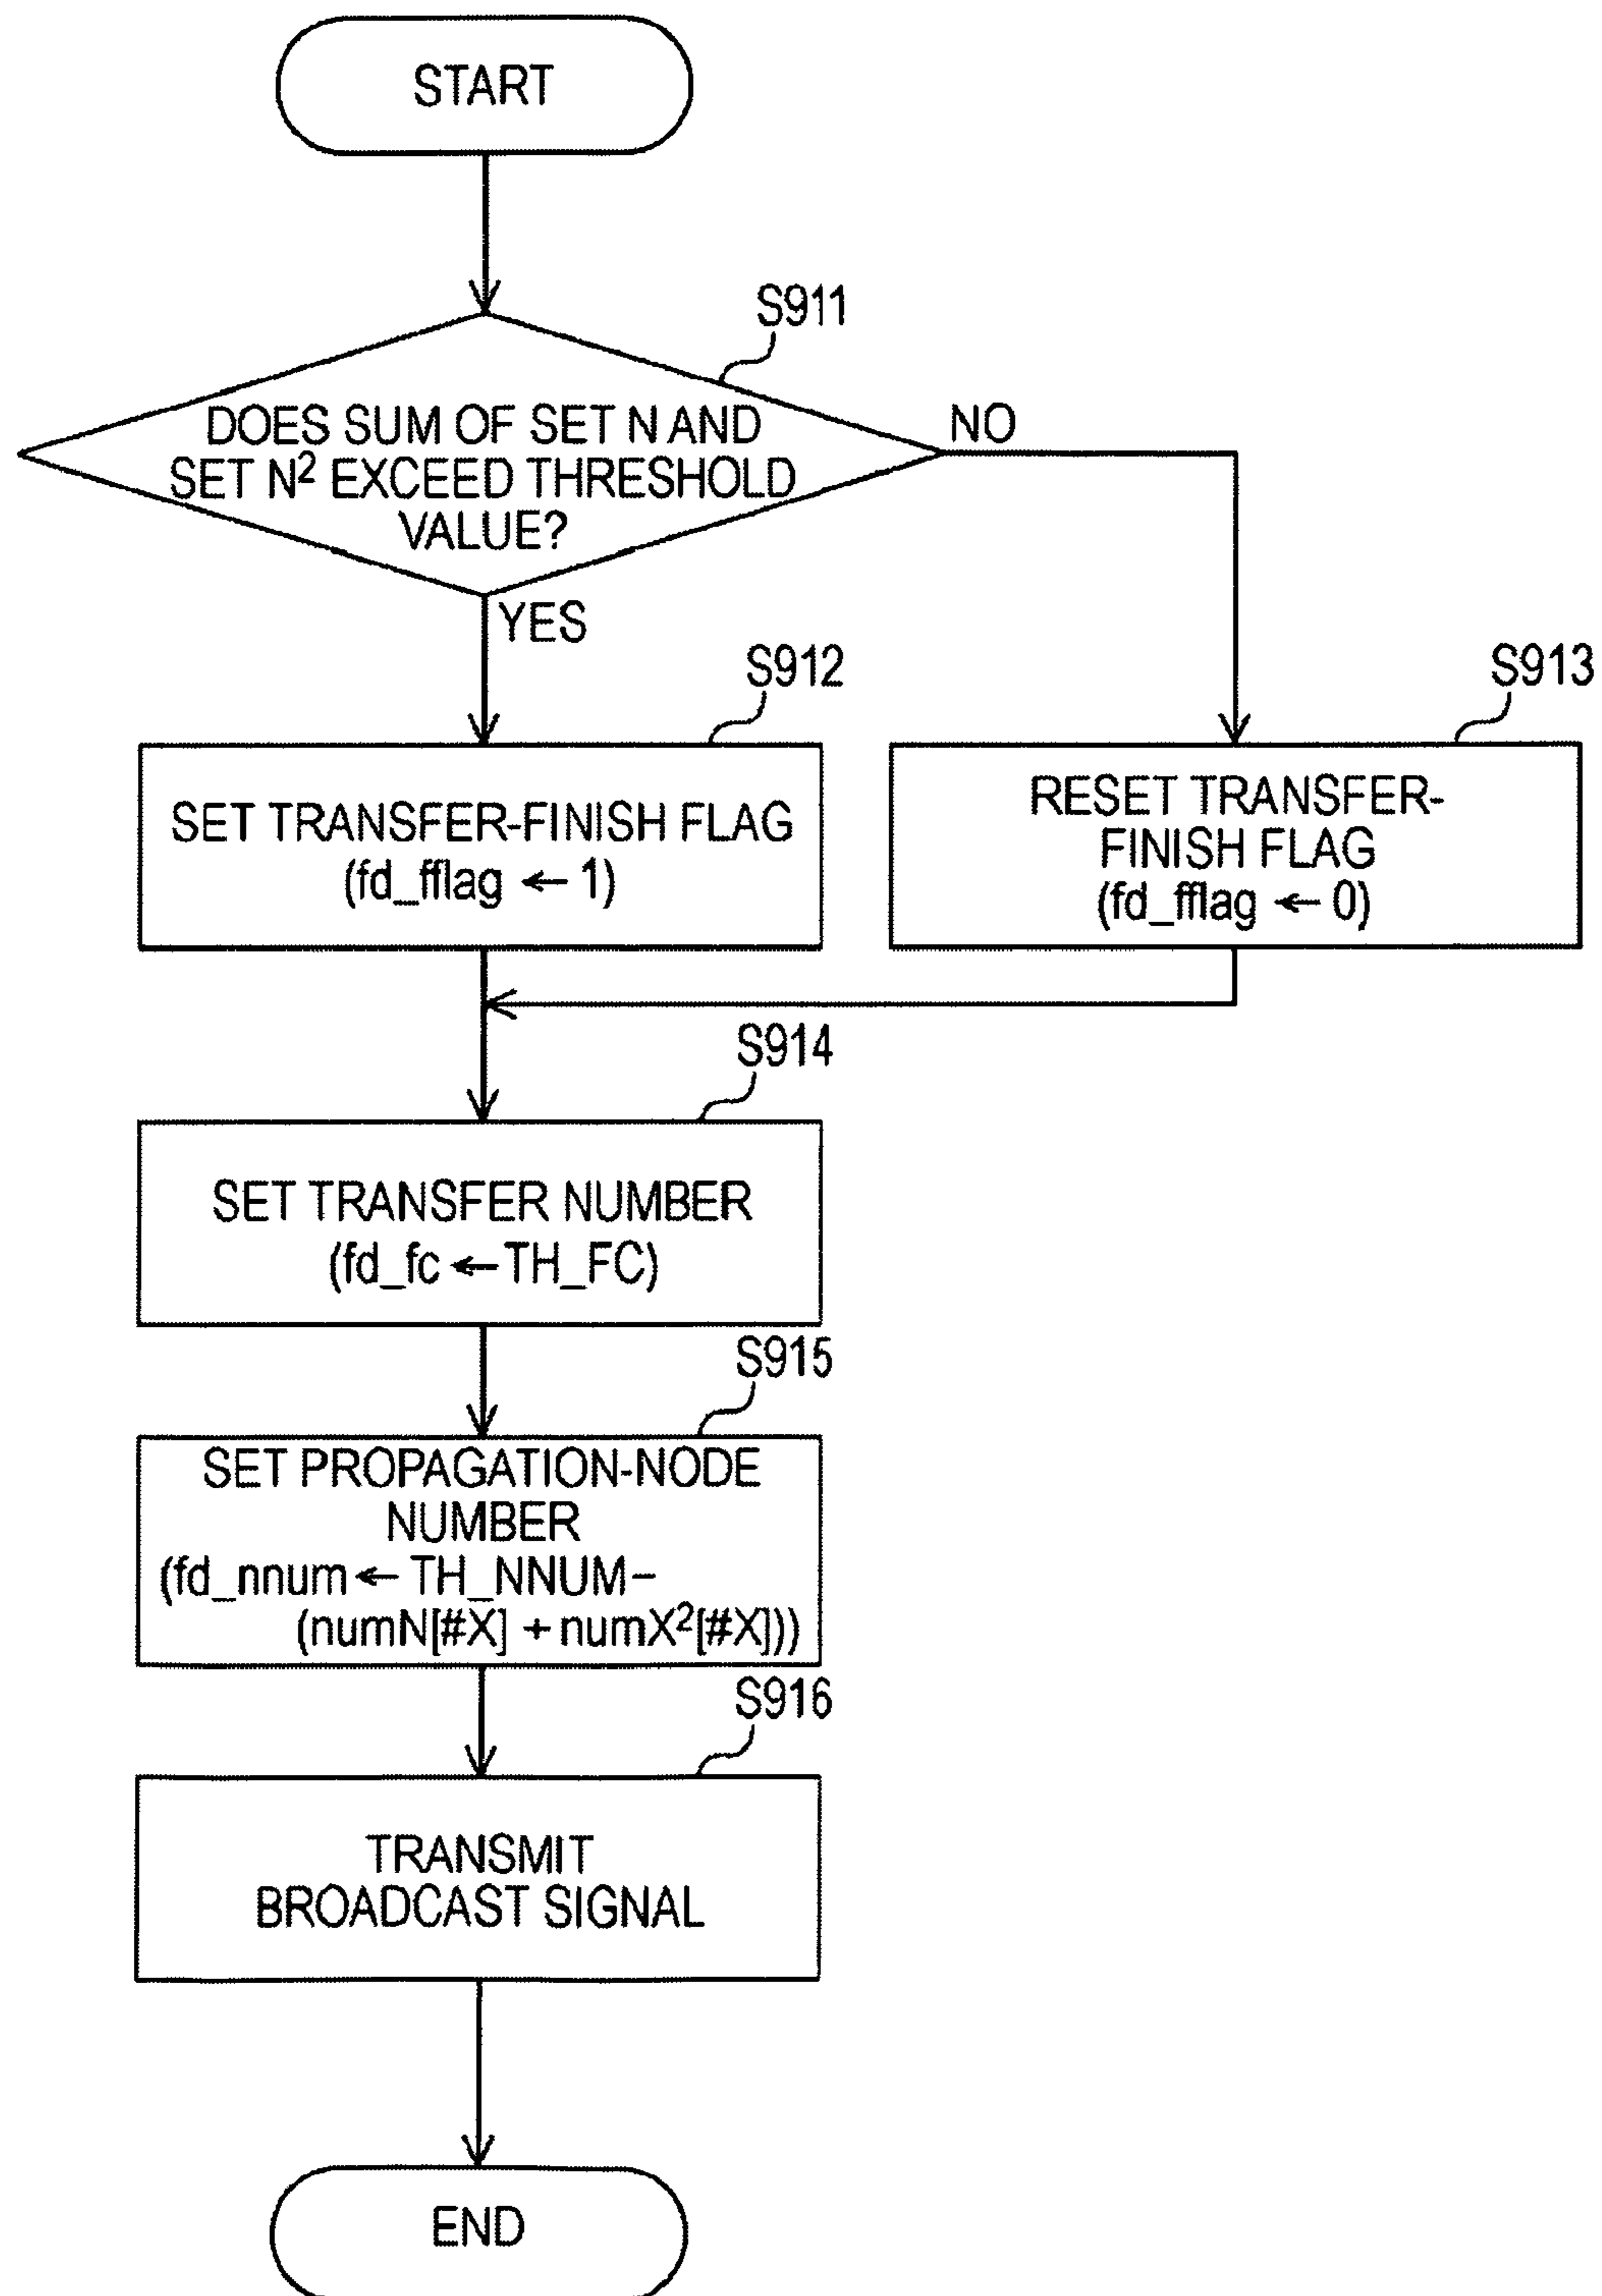 START
S911
DOES SUM OF SET N AND
SET N² EXCEED THRESHOLD
VALUE?
NO
YES
S912
SET TRANSFER-FINISH FLAG
(fd_fflag ← 1)
S913
RESET TRANSFER-
FINISH FLAG
(fd_fflag ← 0)
S914
SET TRANSFER NUMBER
(fd_fc ← TH_FC)
S915
SET PROPAGATION-NODE
NUMBER
(fd_nnum ← TH_NNUM–
(numN[#X] + numX²[#X]))
S916
TRANSMIT
BROADCAST SIGNAL
END